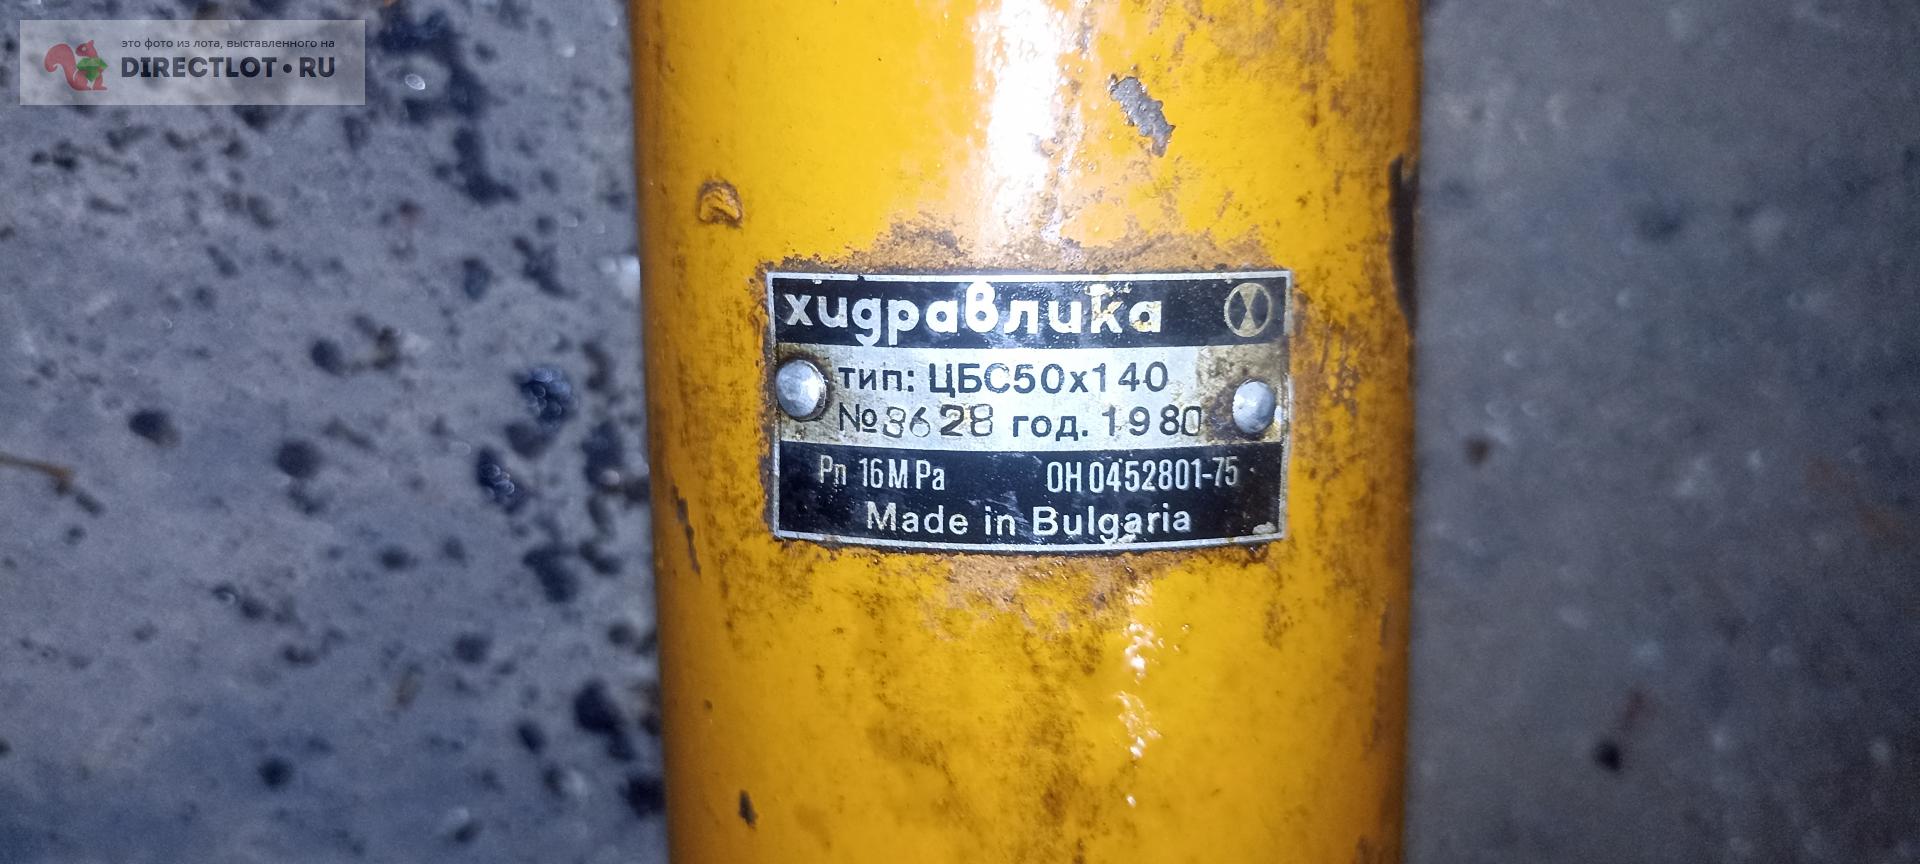 это фото из лота, выставленного на
DIRECTLOT•RU
хидравлика
тип: ЦБС50х140
№3628 год. 1980
Pn 16MPa ОН 0452801-75
Made in Bulgaria